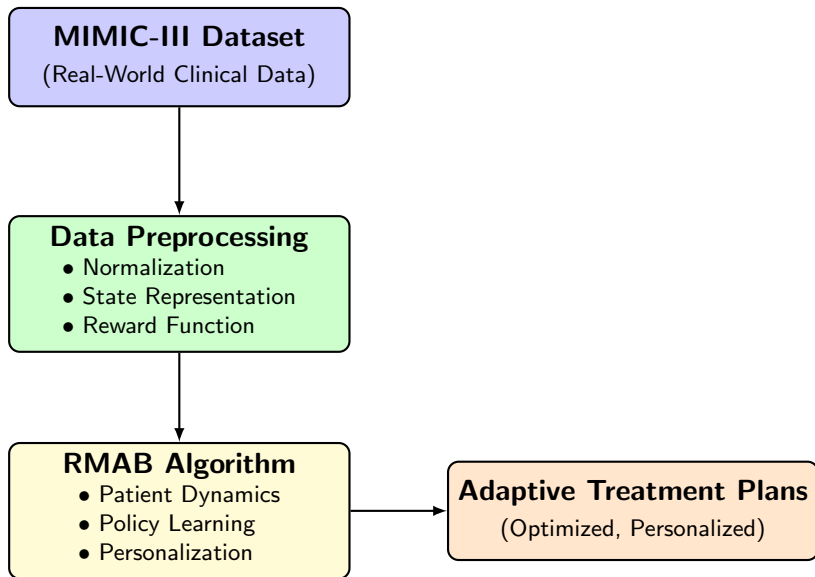 MIMIC-III Dataset
(Real-World Clinical Data)
Data Preprocessing
• Normalization
• State Representation
• Reward Function
RMAB Algorithm
• Patient Dynamics
• Policy Learning
• Personalization
Adaptive Treatment Plans
(Optimized, Personalized)